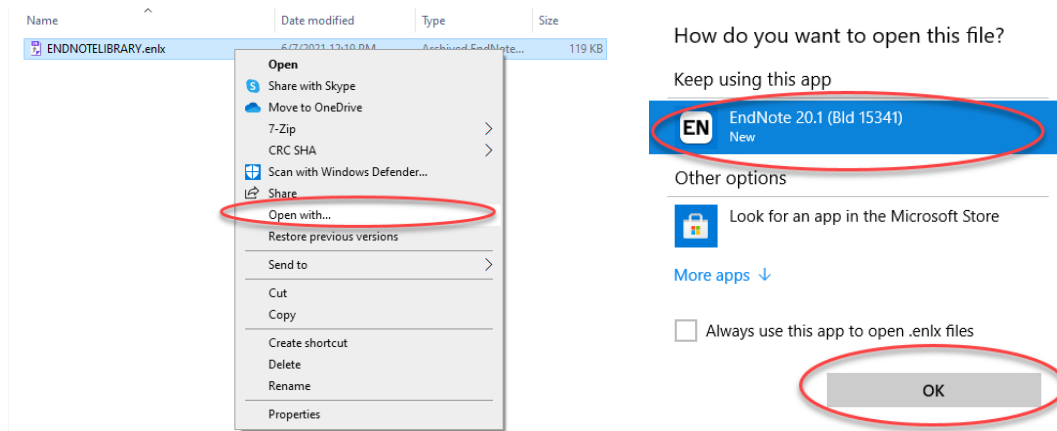 Name Date modified Type Size
ENDNOTELIBRARY.enlx 6/7/2021 12:19 PM Archived EndNote... 119 KB
Open
Share with Skype
Move to OneDrive
7-Zip
CRC SHA
Scan with Windows Defender...
Share
Open with...
Restore previous versions
Send to
Cut
Copy
Create shortcut
Delete
Rename
Properties
How do you want to open this file?
Keep using this app
EN
EndNote 20.1 (Bld 15341)
New
Other options
Look for an app in the Microsoft Store
More apps
Always use this app to open .enlx files
OK